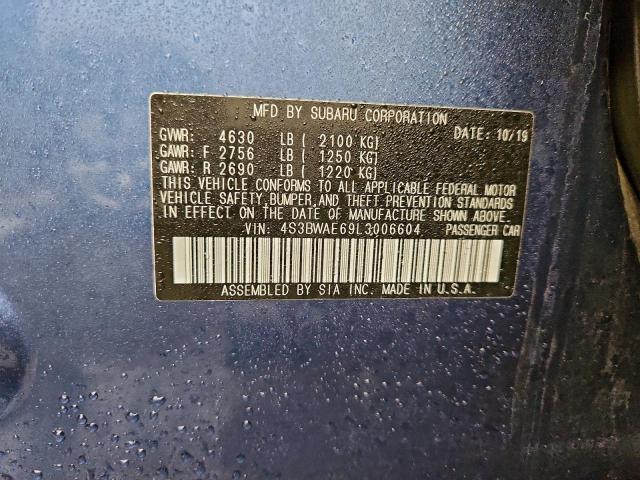 MFD BY SUBARU CORPORATION
GVWR: 4630 LB ( 2100 KG) DATE: 10/19
GAWR: F 2756 LB ( 1250 KG)
GAWR: R 2690 LB ( 1220 KG)
THIS VEHICLE CONFORMS TO ALL APPLICABLE FEDERAL MOTOR
VEHICLE SAFETY, BUMPER, AND THEFT PREVENTION STANDARDS
IN EFFECT ON THE DATE OF MANUFACTURE SHOWN ABOVE.
VIN: 4S3BWAE69L3006604 PASSENGER CAR
ASSEMBLED BY SIA INC. MADE IN U.S.A.